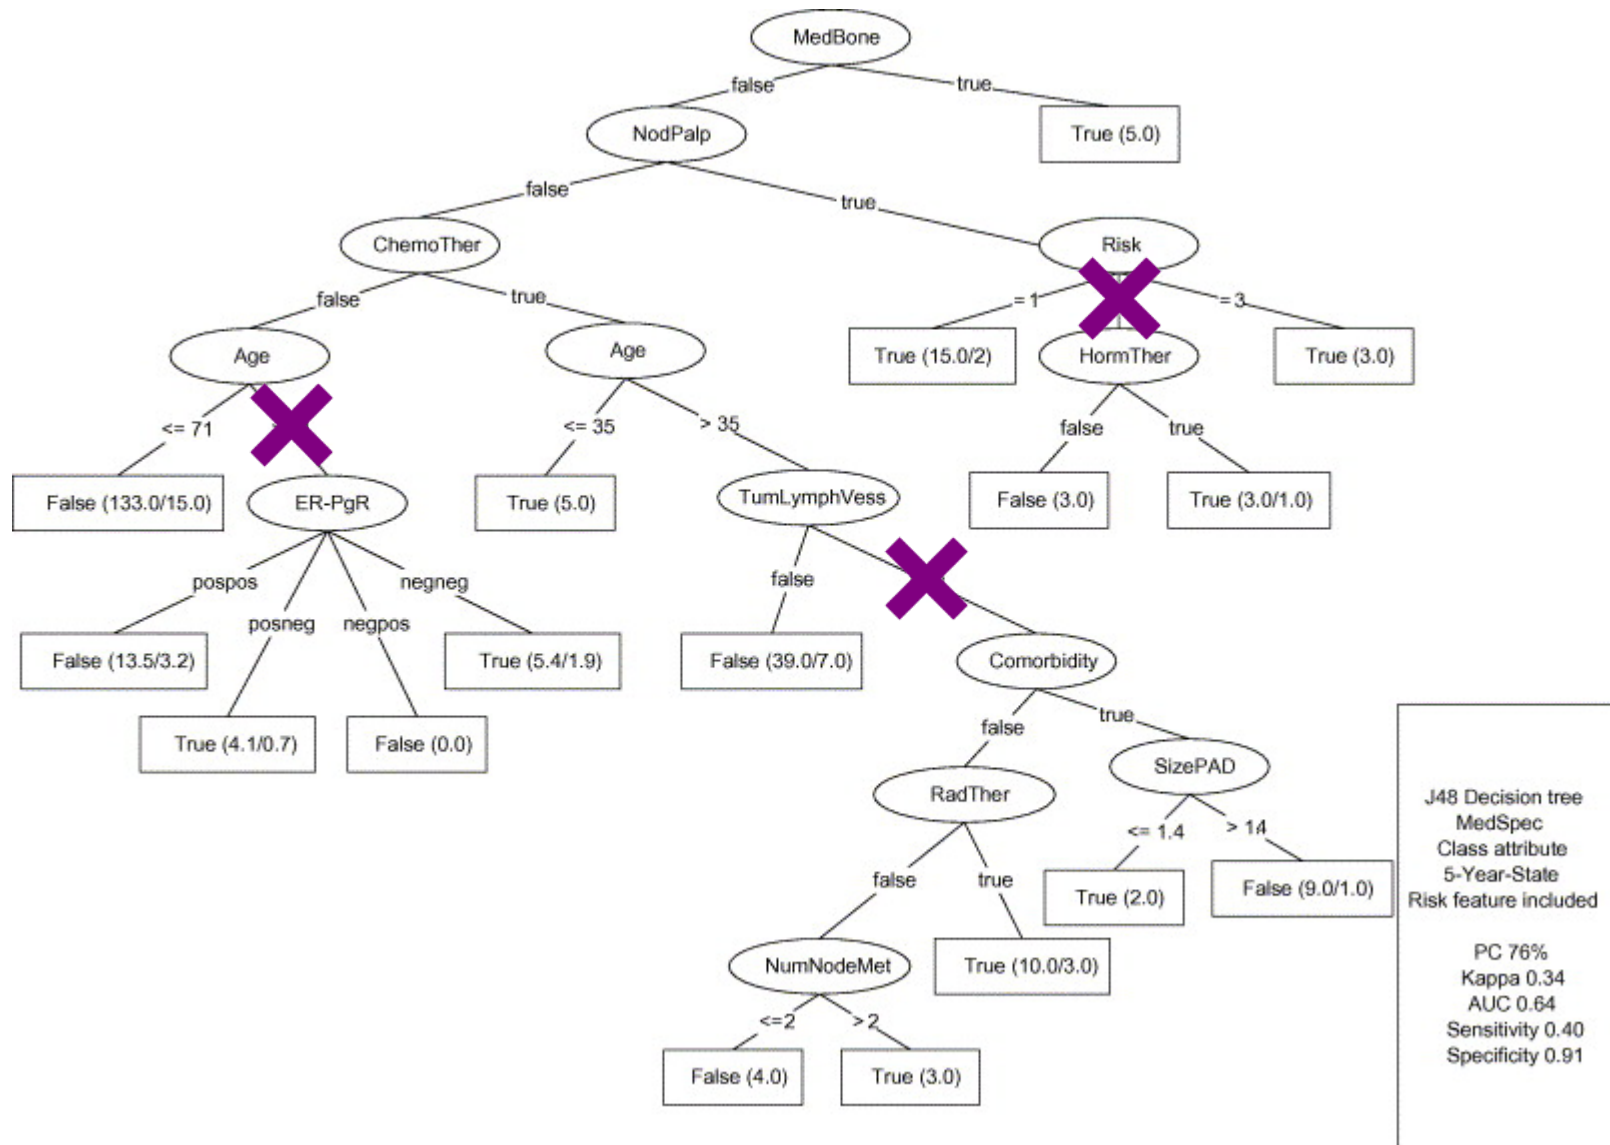 MedBone
false
true
NodPalp
True (5.0)
false
true
ChemoTher
Risk
false
true
= 1
= 3
Age
Age
True (15.0/2)
HormTher
True (3.0)
<= 71
<= 35
> 35
false
true
False (133.0/15.0)
ER-PgR
True (5.0)
TumLymphVess
False (3.0)
True (3.0/1.0)
pospos
negneg
false
posneg
negpos
False (13.5/3.2)
True (5.4/1.9)
False (39.0/7.0)
Comorbidity
True (4.1/0.7)
False (0.0)
false
true
RadTher
SizePAD
<= 1.4
> 14
false
true
True (2.0)
False (9.0/1.0)
NumNodeMet
True (10.0/3.0)
<=2
> 2
False (4.0)
True (3.0)
J48 Decision tree
MedSpec
Class attribute
5-Year-State
Risk feature included
PC 76%
Kappa 0.34
AUC 0.64
Sensitivity 0.40
Specificity 0.91